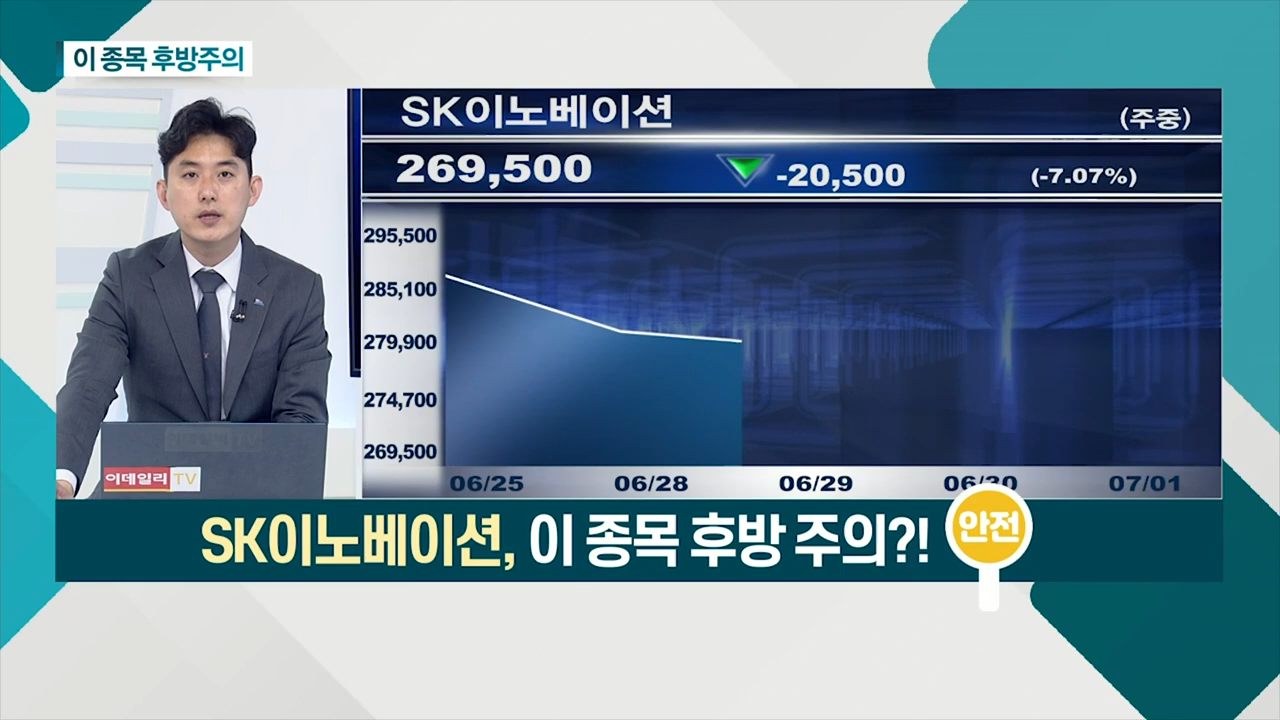 이 종목 후방주의
SK이노베이션
(주중)
269,500
-20,500
(-7.07%)
295,500
285,100
279,900
274,700
269,500
06/25
06/28
06/29
06/30
07/01
이데일리TV
SK이노베이션, 이 종목 후방 주의?!
안전